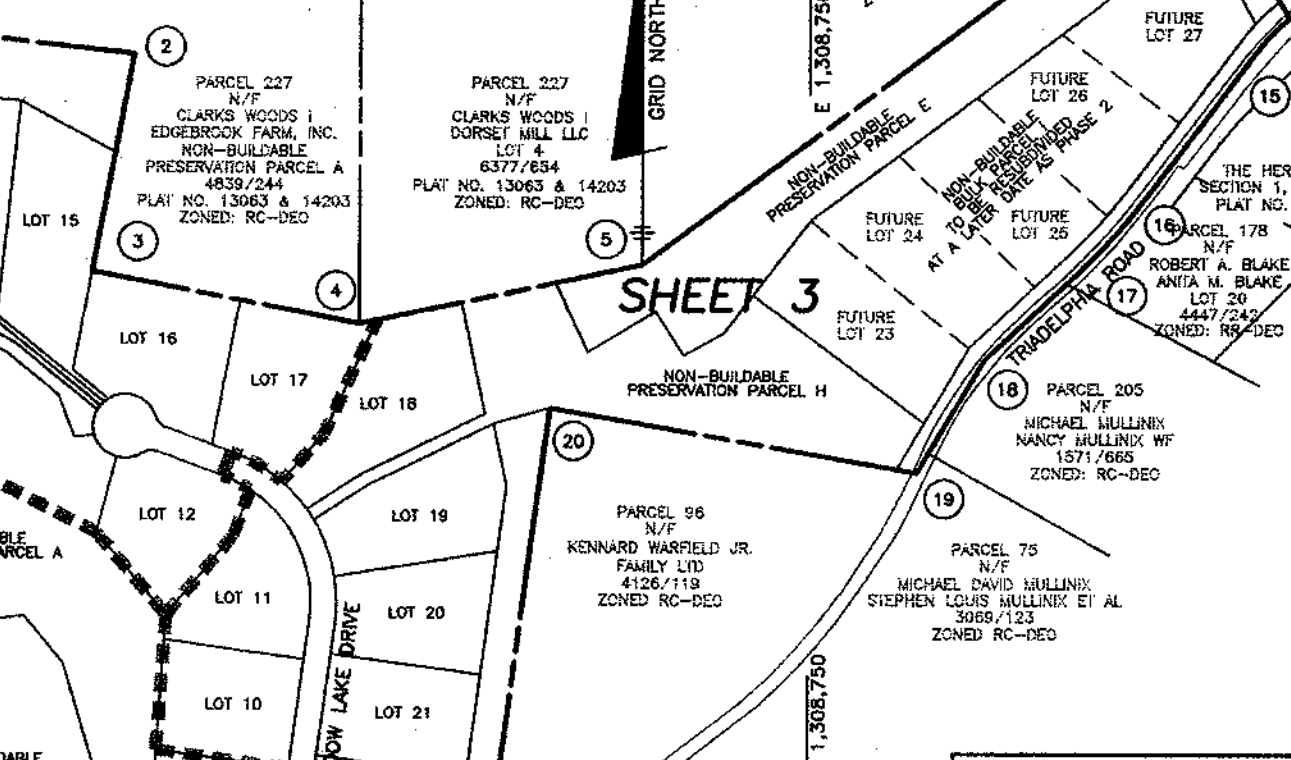 2
PARCEL 227
N/F
CLARKS WOODS I
EDGEBROOK FARM, INC.
NON-BUILDABLE
PRESERVATION PARCEL A
4839/244
PLAT NO. 13063 & 14203
ZONED: RC-DEO
PARCEL 227
N/F
CLARKS WOODS I
DORSET MILL LLC
LOT 4
6377/654
PLAT NO. 13063 & 14203
ZONED: RC-DEO
GRID NORTH
E 1,308,750
FUTURE
LOT 27
FUTURE
LOT 26
15
NON-BUILDABLE
PRESERVATION PARCEL E
NON-BUILDABLE
BULK PARCEL I
TO BE RESUBDIVIDED
AT A LATER DATE AS PHASE 2
FUTURE
LOT 24
FUTURE
LOT 25
THE HER
SECTION 1,
PLAT NO.
16
PARCEL 178
N/F
ROBERT A. BLAKE
ANITA M. BLAKE
LOT 20
4447/242
ZONED: RR-DEO
17
TRIADELPHIA ROAD
LOT 15
3
4
5
SHEET 3
FUTURE
LOT 23
LOT 16
LOT 17
LOT 18
NON-BUILDABLE
PRESERVATION PARCEL H
18
PARCEL 205
N/F
MICHAEL MULLINIX
NANCY MULLINIX WF
1571/665
ZONED: RC-DEO
20
19
LOT 12
LOT 19
BLE
ARCEL A
PARCEL 96
N/F
KENNARD WARFIELD JR.
FAMILY LTD
4126/119
ZONED RC-DEO
PARCEL 75
N/F
MICHAEL DAVID MULLINIX
STEPHEN LOUIS MULLINIX ET AL
3069/123
ZONED RC-DEO
LOT 11
LOT 20
LOT 10
LOT 21
OW LAKE DRIVE
1,308,750
DABLE